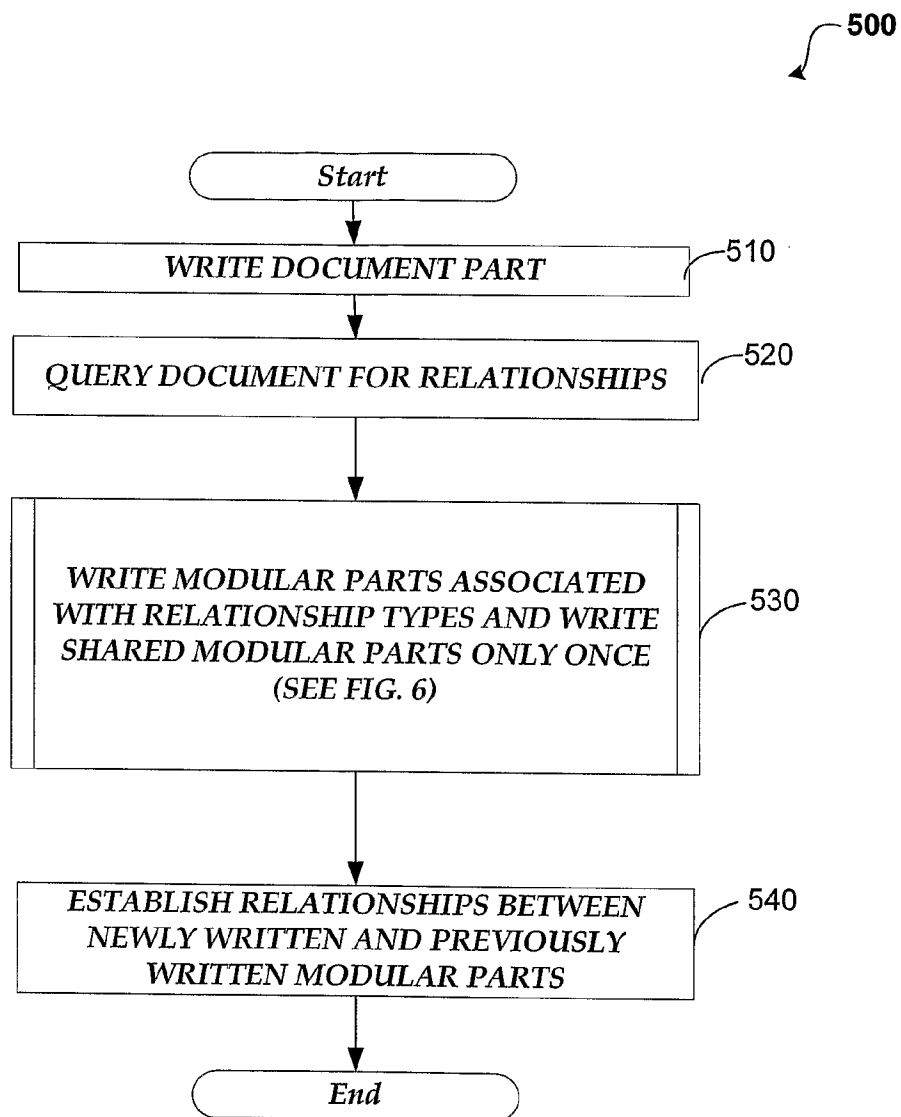 500
Start
WRITE DOCUMENT PART
510
QUERY DOCUMENT FOR RELATIONSHIPS
520
WRITE MODULAR PARTS ASSOCIATED
WITH RELATIONSHIP TYPES AND WRITE
SHARED MODULAR PARTS ONLY ONCE
(SEE FIG. 6)
530
ESTABLISH RELATIONSHIPS BETWEEN
NEWLY WRITTEN AND PREVIOUSLY
WRITTEN MODULAR PARTS
540
End